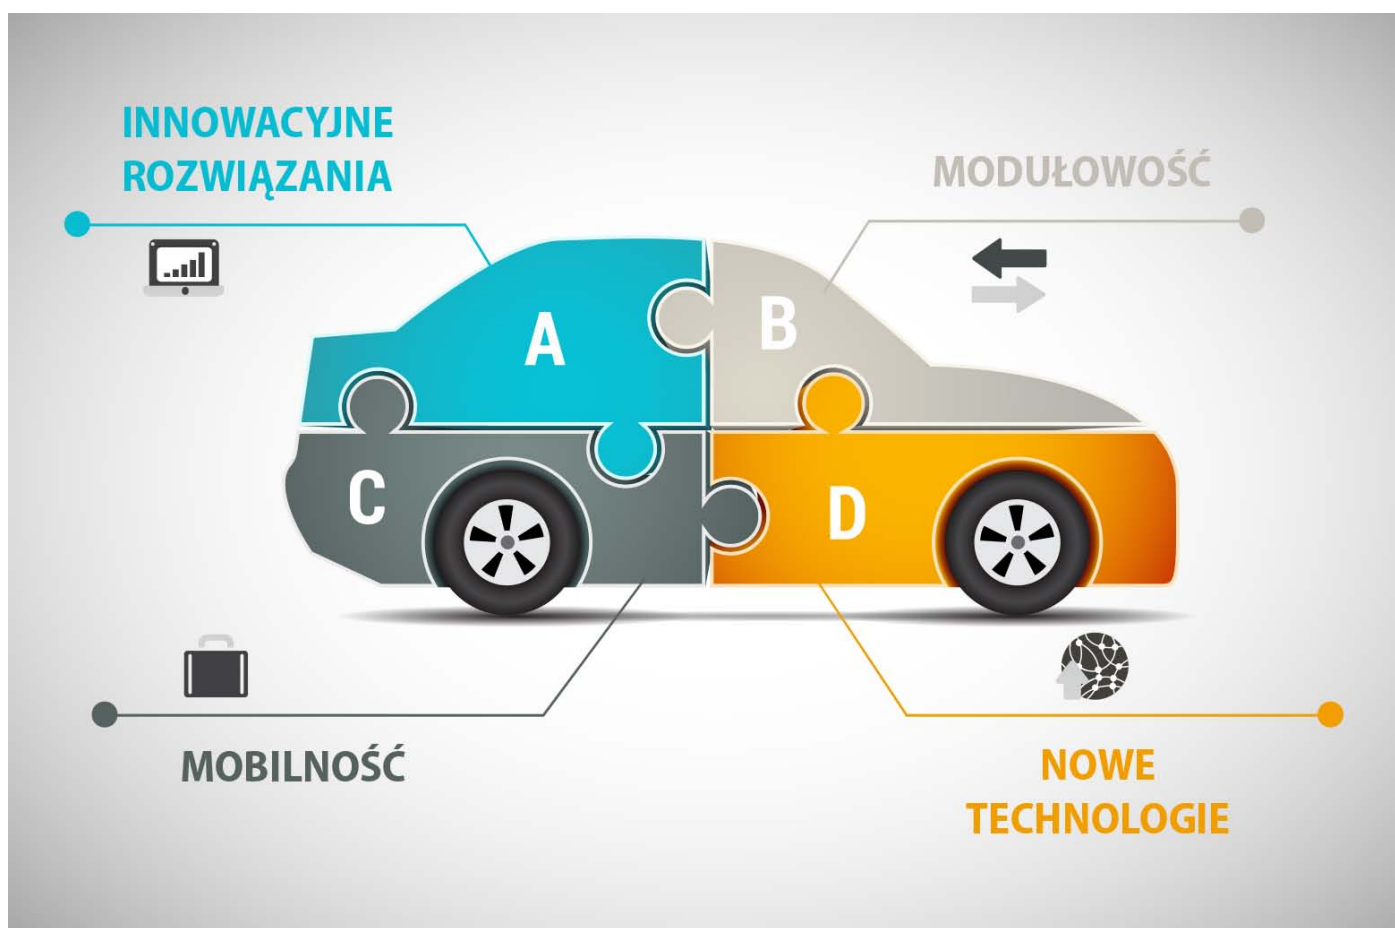 INNOWACYJNE
ROZWIĄZANIA
MODUŁOWOŚĆ
A
B
C
D
MOBILNOŚĆ
NOWE
TECHNOLOGIE